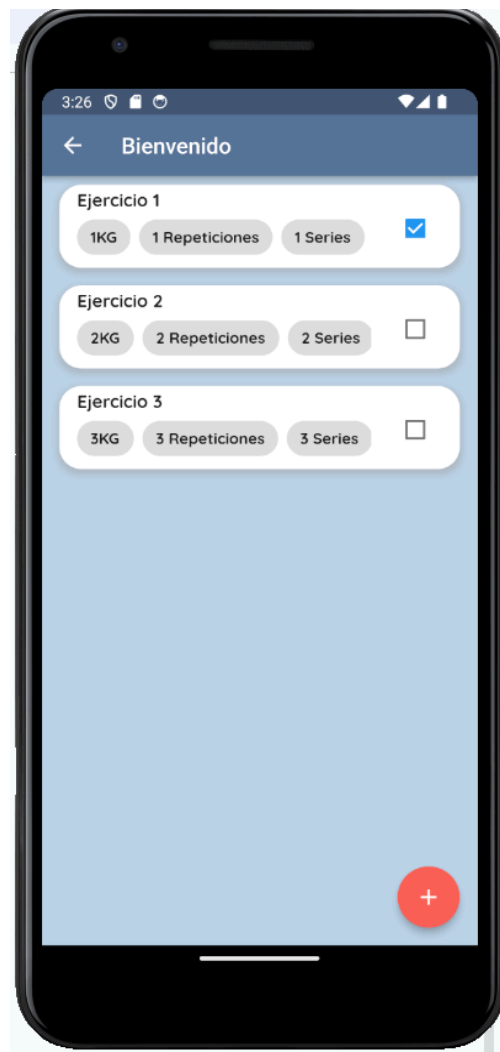 3:26
Bienvenido
Ejercicio 1
1KG 1 Repeticiones 1 Series
Ejercicio 2
2KG 2 Repeticiones 2 Series
Ejercicio 3
3KG 3 Repeticiones 3 Series
+